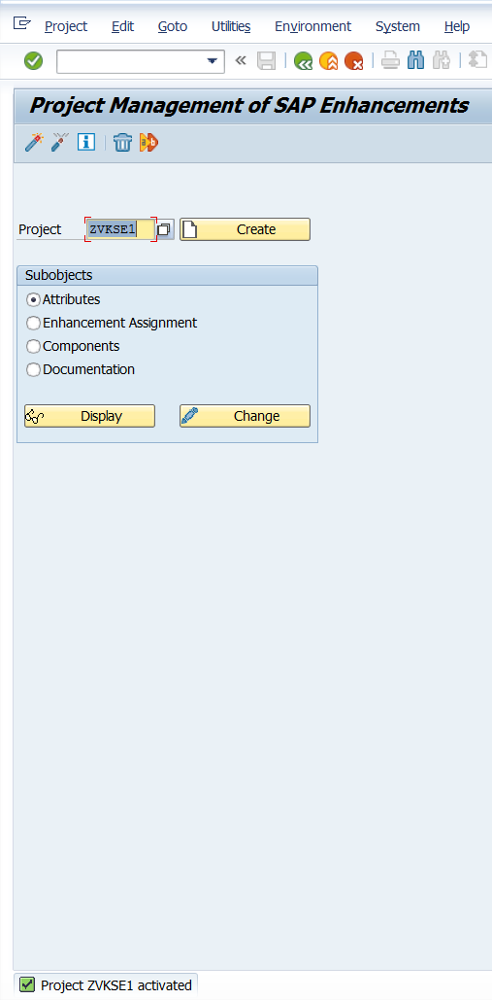 Project Edit Goto Utilities Environment System Help
Project Management of SAP Enhancements
Project ZVKSE1 Create
Subobjects
Attributes
Enhancement Assignment
Components
Documentation
Display Change
Project ZVKSE1 activated